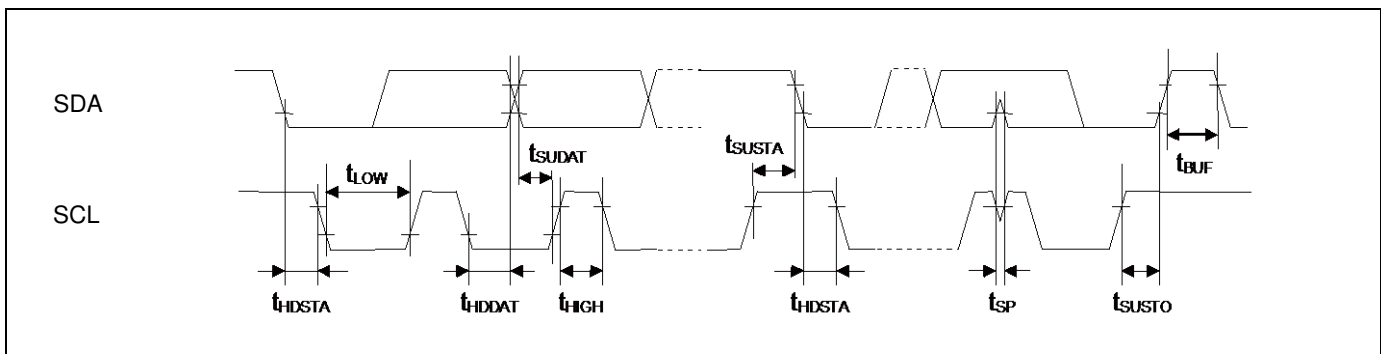 SDA
tSUDAT
tSUSTA
tBUF
tLOW
SCL
tHDSTA
tHDDAT
tHIGH
tHDSTA
tSP
tSUSTO